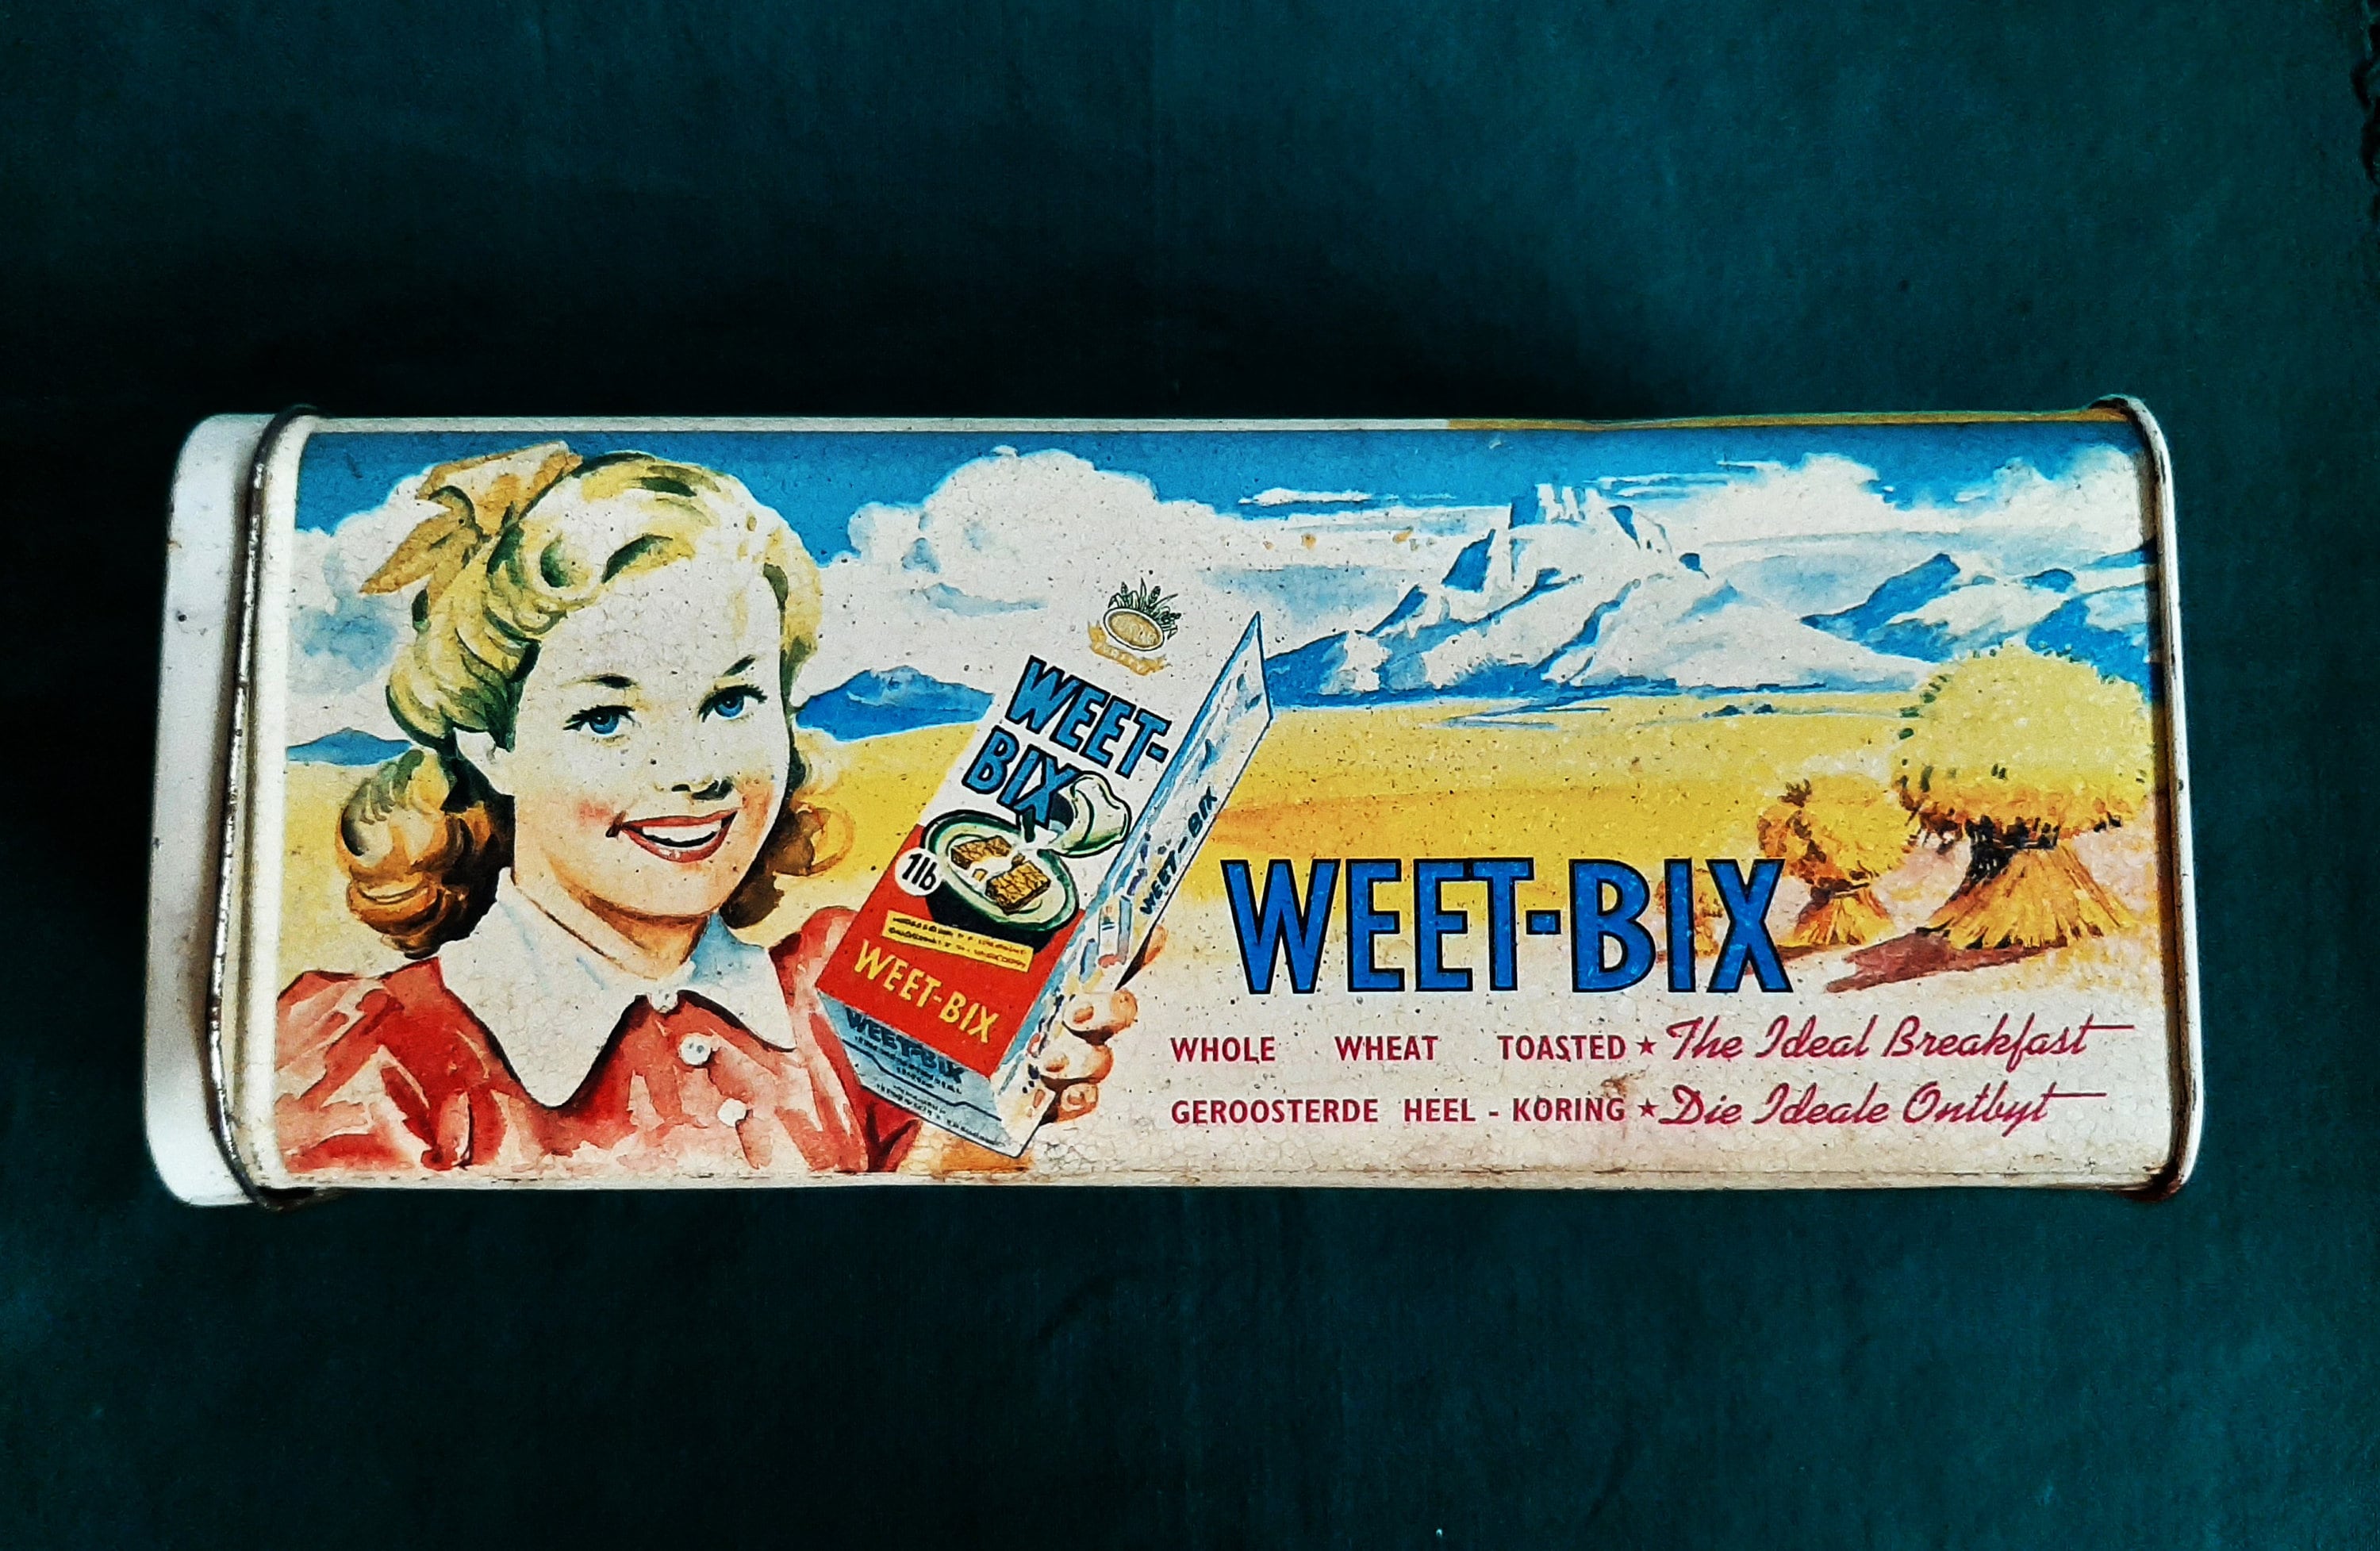 WEET-
BIX
1lb
WEET-BIX
WEET-BIX
WEET-BIX
WEET-BIX
WHOLE WHEAT TOASTED ★ The Ideal Breakfast
GEROOSTERDE HEEL - KORING ★ Die Ideale Ontbyt